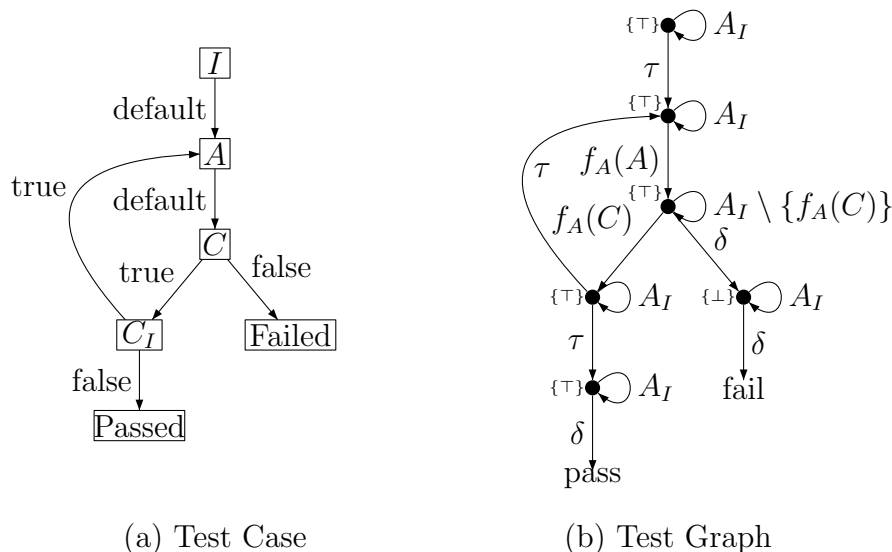 I
default
A
true
default
C
true
false
C_I
Failed
false
Passed
(a) Test Case
{⊤}
A_I
τ
{⊤}
A_I
τ
f_A(A)
{⊤}
A_I \ {f_A(C)}
f_A(C)
δ
{⊤}
A_I
{⊥}
A_I
τ
δ
{⊤}
A_I
fail
δ
pass
(b) Test Graph